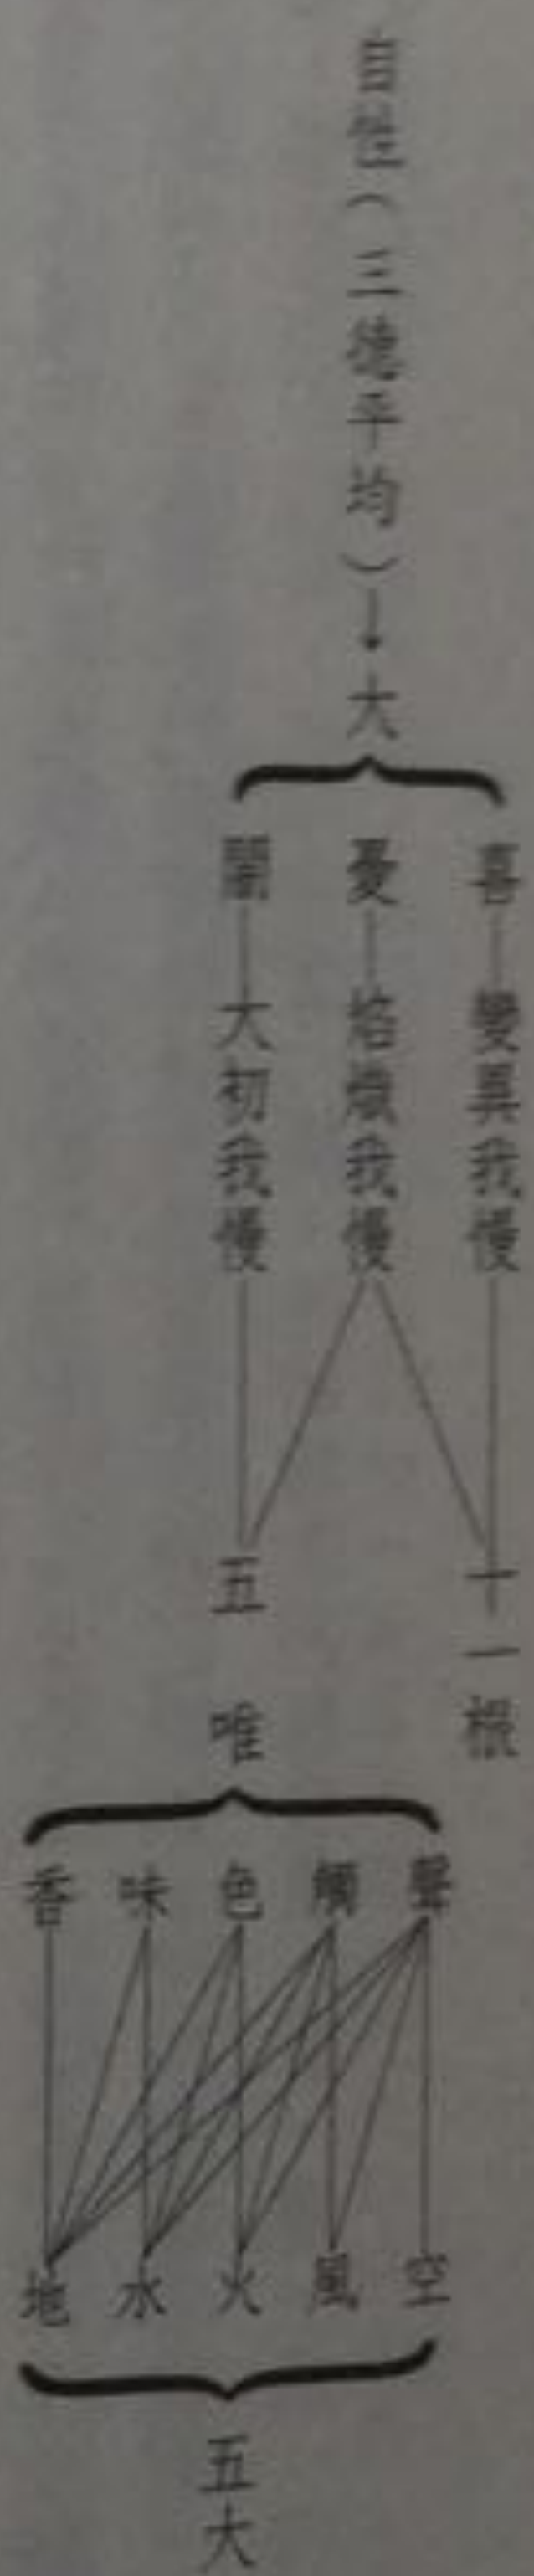 自性(三德平均)→大
喜—變異我慢
憂—焰熾我慢
闇—大初我慢
十一根
五唯
聲 觸 色 味 香
空 風 火 水 地
五大